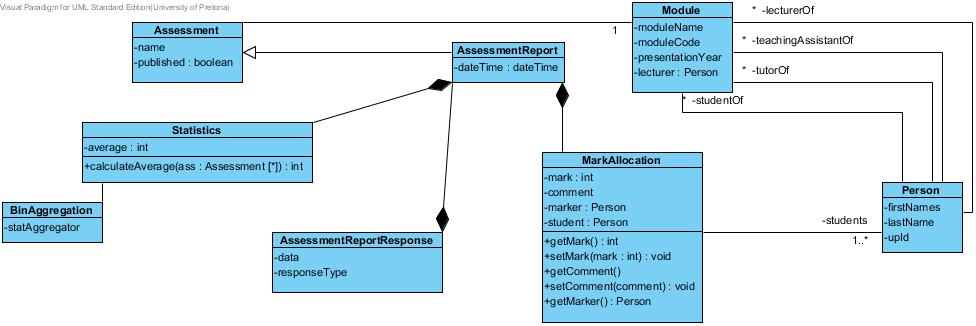 Visual Paradigm for UML Standard Edition(University of Pretoria)
Assessment
-name
-published : boolean
AssessmentReport
-dateTime : dateTime
Module
-moduleName
-moduleCode
-presentationYear
-lecturer : Person
1
* -lecturerOf
* -teachingAssistantOf
* -tutorOf
* -studentOf
Statistics
-average : int
+calculateAverage(ass : Assessment [*]) : int
BinAggregation
-statAggregator
AssessmentReportResponse
-data
-responseType
MarkAllocation
-mark : int
-comment
-marker : Person
-student : Person
+getMark() : int
+setMark(mark : int) : void
+getComment()
+setComment(comment) : void
+getMarker() : Person
-students
1..*
Person
-firstNames
-lastName
-upId